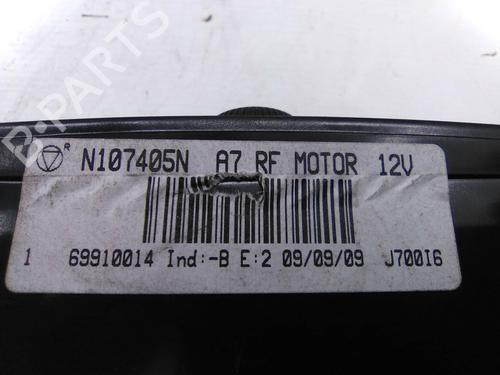 B-PARTS
R N107405N A7 RF MOTOR 12V
1 69910014 Ind:-B E:2 09/09/09 J700I6